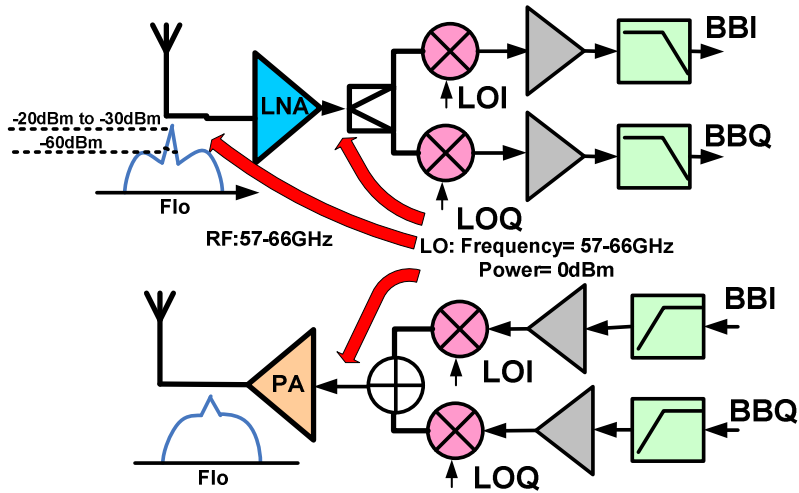 BBI
LNA
LOI
-20dBm to -30dBm
-60dBm
BBQ
Flo
LOQ
RF:57-66GHz
LO: Frequency= 57-66GHz
Power= 0dBm
BBI
LOI
PA
BBQ
Flo
LOQ